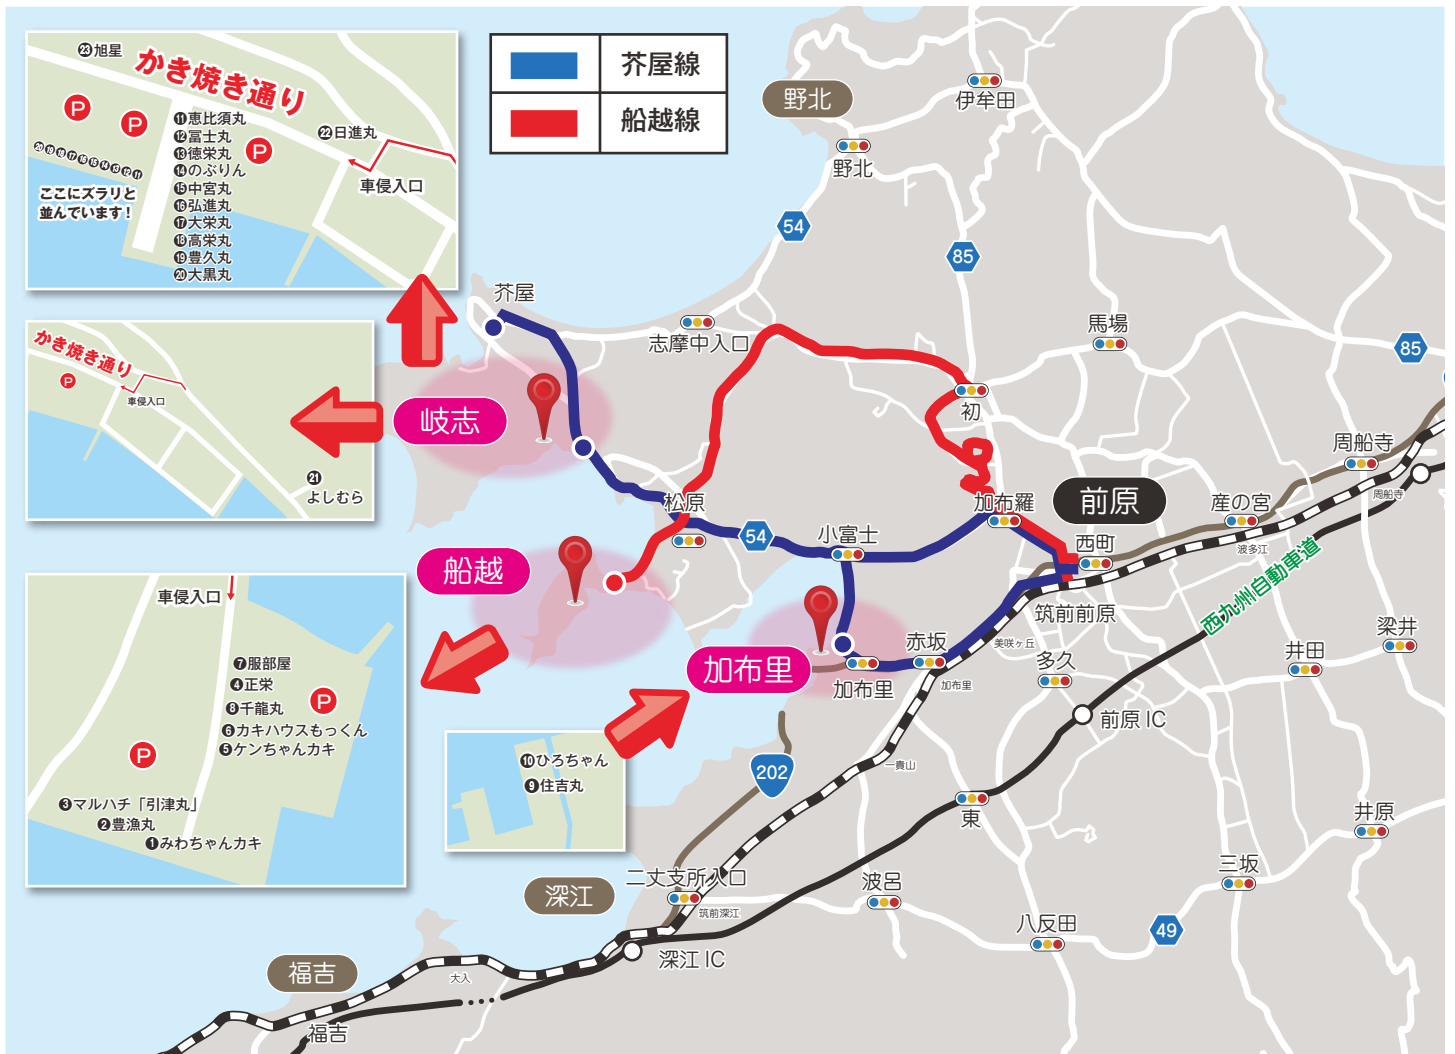 芥屋線
船越線
㉓旭星
かき焼き通り
P
P
P
⑪恵比須丸
⑫冨士丸
⑬德栄丸
⑭のぶりん
⑮中宮丸
⑯弘進丸
⑰大栄丸
⑱高栄丸
⑲豊久丸
⑳大黒丸
㉒日進丸
車侵入口
⑳⑲⑱⑰⑯⑮⑭⑬⑫⑪
ここにズラリと
並んでいます!
かき焼き通り
P
車侵入口
㉑
よしむら
車侵入口
❼服部屋
❹正栄
❽千龍丸
❻カキハウスもっくん
❺ケンちゃんカキ
P
P
❸マルハチ「引津丸」
❷豊漁丸
❶みわちゃんカキ
❿ひろちゃん
❾住吉丸
野北
伊牟田
野北
54
85
芥屋
志摩中入口
馬場
85
岐志
初
周船寺
周船寺
松原
加布羅
前原
産の宮
波多江
54
小富士
西町
船越
西九州自動車道
筑前前原
美咲ヶ丘
梁井
井田
加布里
赤坂
多久
加布里
加布里
前原 IC
202
一貴山
東
井原
三坂
二丈支所入口
深江
波呂
筑前深江
八反田
49
深江 IC
福吉
大入
福吉